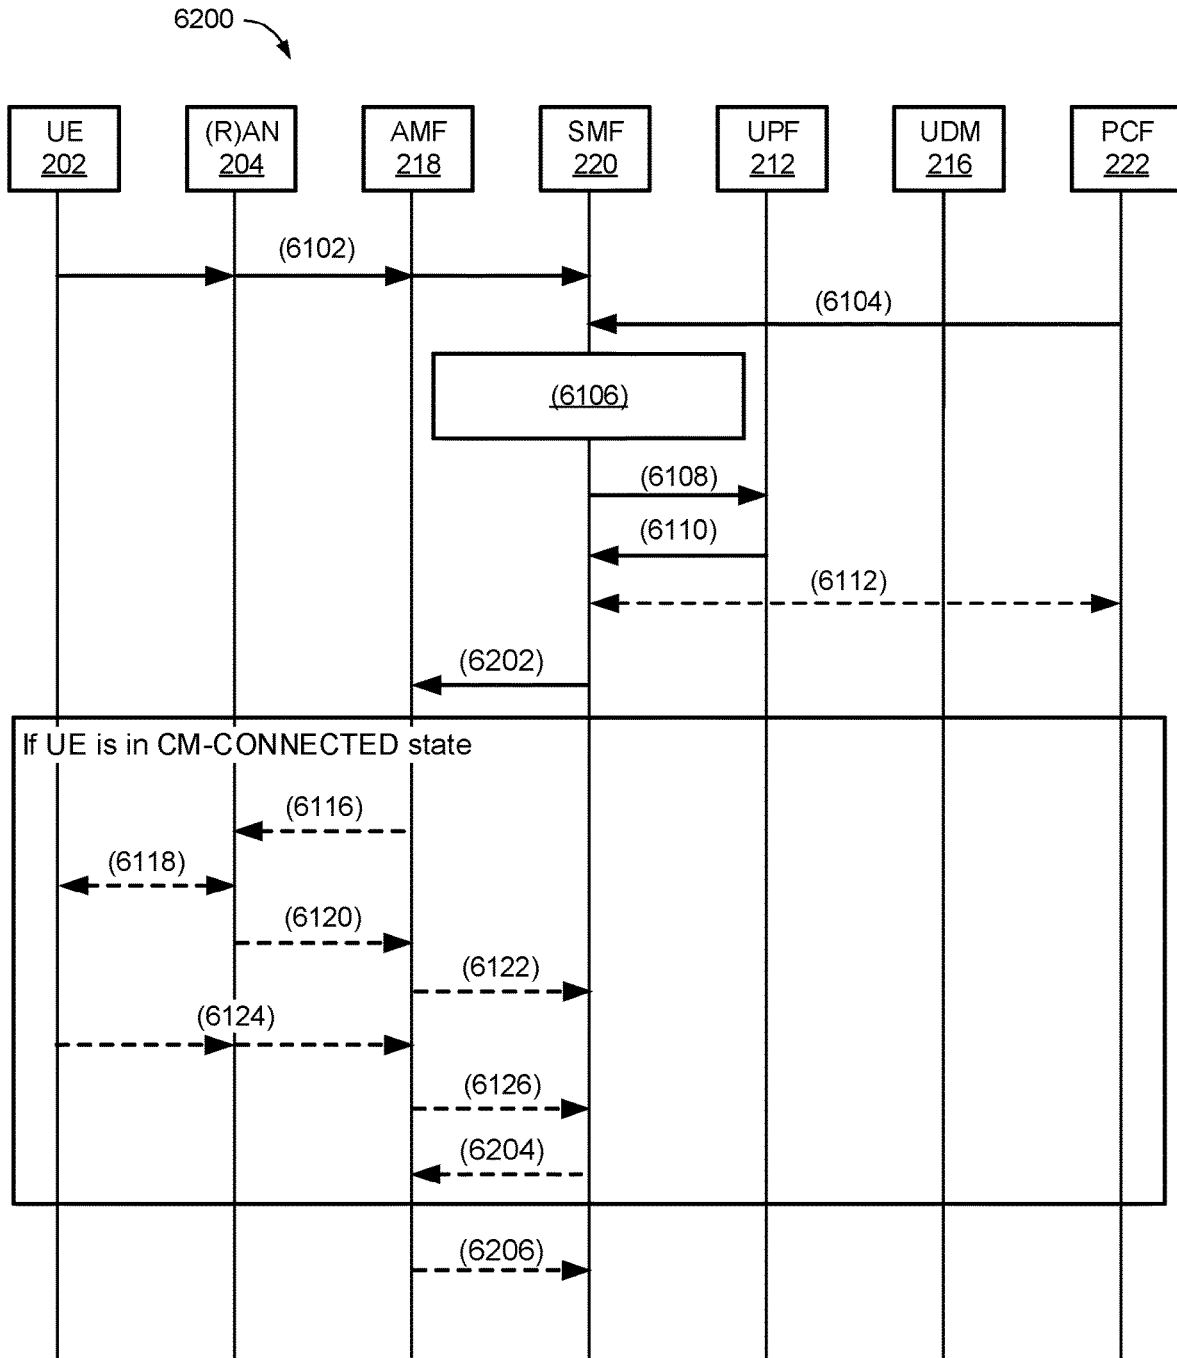 6200
UE
202
(R)AN
204
AMF
218
SMF
220
UPF
212
UDM
216
PCF
222
(6102)
(6104)
(6106)
(6108)
(6110)
(6112)
(6202)
If UE is in CM-CONNECTED state
(6116)
(6118)
(6120)
(6122)
(6124)
(6126)
(6204)
(6206)